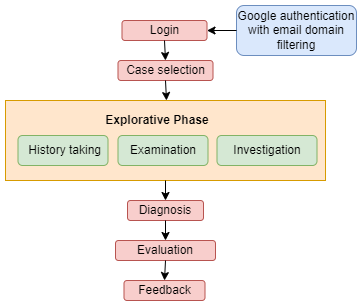 Login
Google authentication
with email domain
filtering
Case selection
Explorative Phase
History taking
Examination
Investigation
Diagnosis
Evaluation
Feedback